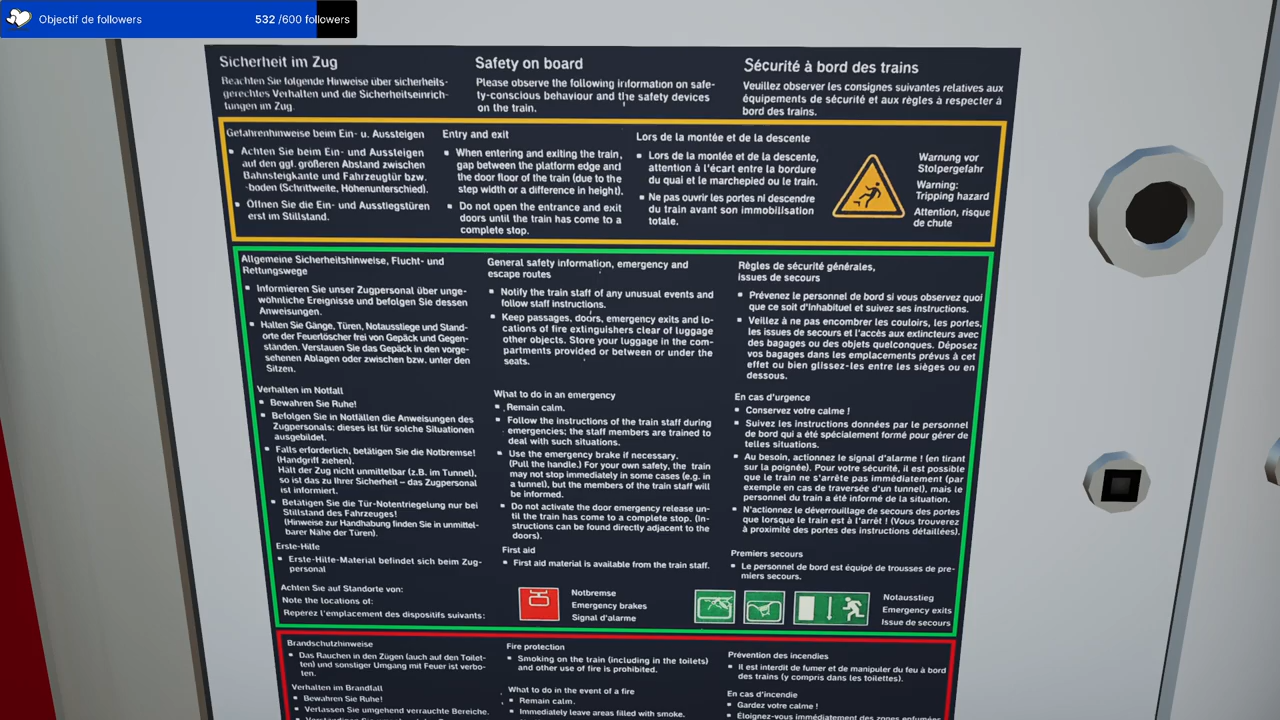 Objectif de followers
532 /600 followers
Sicherheit im Zug
Beachten Sie folgende Hinweise über sicherheits-
gerechtes Verhalten und die Sicherheitseinrich-
tungen im Zug.
Safety on board
Please observe the following information on safe-
ty-conscious behaviour and the safety devices
on the train.
Sécurité à bord des trains
Veuillez observer les consignes suivantes relatives aux
équipements de sécurité et aux règles à respecter à
bord des trains.
Gefahrenhinweise beim Ein- u. Aussteigen
Achten Sie beim Ein- und Aussteigen
auf den ggf. großeren Abstand zwischen
Bahnsteigkante und Fahrzeugtür bzw.
-boden (Schrittweite, Höhenunterschied).
Öffnen Sie die Ein- und Ausstiegstüren
erst im Stillstand.
Entry and exit
When entering and exiting the train,
gap between the platform edge and
the door floor of the train (due to the
step width or a difference in height).
Do not open the entrance and exit
doors until the train has come to a
complete stop.
Lors de la montée et de la descente
Lors de la montée et de la descente,
attention à l'écart entre la bordure
du quai et le marchepied ou le train.
Ne pas ouvrir les portes ni descendre
du train avant son immobilisation
totale.
Warnung vor
Stolpergefahr
Warning:
Tripping hazard
Attention, risque
de chute
Allgemeine Sicherheitshinweise, Flucht- und
Rettungswege
Informieren Sie unser Zugpersonal über unge-
wöhnliche Ereignisse und befolgen Sie dessen
Anweisungen.
Halten Sie Gänge, Türen, Notausstiege und Stand-
orte der Feuerlöscher frei von Gepäck und Gegen-
ständen. Verstauen Sie das Gepäck in den vorge-
sehenen Ablagen oder zwischen bzw. unter den
Sitzen.
General safety information, emergency and
escape routes
Notify the train staff of any unusual events and
follow staff instructions.
Keep passages, doors, emergency exits and lo-
cations of fire extinguishers clear of luggage
other objects. Store your luggage in the com-
partments provided or between or under the
seats.
Règles de sécurité générales,
issues de secours
Prévenez le personnel de bord si vous observez quoi
que ce soit d'inhabituel et suivez ses instructions.
Veillez à ne pas encombrer les couloirs, les portes,
les issues de secours et l'accès aux extincteurs avec
des bagages ou des objets quelconques. Déposez
vos bagages dans les emplacements prévus à cet
effet ou bien glissez-les entre les sièges ou en
dessous.
Verhalten im Notfall
Bewahren Sie Ruhe!
Befolgen Sie in Notfällen die Anweisungen des
Zugpersonals; dieses ist für solche Situationen
ausgebildet.
Falls erforderlich, betätigen Sie die Notbremse!
(Handgriff ziehen).
Hält der Zug nicht unmittelbar (z.B. im Tunnel),
so ist das zu Ihrer Sicherheit – das Zugpersonal
ist informiert.
Betätigen Sie die Tür-Notentriegelung nur bei
Stillstand des Fahrzeuges!
(Hinweise zur Handhabung finden Sie in unmittel-
barer Nähe der Türen).
What to do in an emergency
Remain calm.
Follow the instructions of the train staff during
emergencies; the staff members are trained to
deal with such situations.
Use the emergency brake if necessary.
(Pull the handle.) For your own safety, the train
may not stop immediately in some cases (e.g. in
a tunnel), but the members of the train staff will
be informed.
Do not activate the door emergency release un-
til the train has come to a complete stop. (In-
structions can be found directly adjacent to the
doors).
En cas d'urgence
Conservez votre calme !
Suivez les instructions données par le personnel
de bord qui a été spécialement formé pour gérer de
telles situations.
Au besoin, actionnez le signal d'alarme ! (en tirant
sur la poignée). Pour votre sécurité, il est possible
que le train ne s'arrête pas immédiatement (par
exemple en cas de traversée d'un tunnel), mais le
personnel du train a été informé de la situation.
N'actionnez le déverrouillage de secours des portes
que lorsque le train est à l'arrêt ! (Vous trouverez
à proximité des portes des instructions détaillées).
Erste-Hilfe
Erste-Hilfe-Material befindet sich beim Zug-
personal
First aid
First aid material is available from the train staff.
Premiers secours
Le personnel de bord est équipé de trousses de pre-
miers secours.
Achten Sie auf Standorte von:
Note the locations of:
Repérez l'emplacement des dispositifs suivants:
Notbremse
Emergency brakes
Signal d'alarme
Notausstieg
Emergency exits
Issue de secours
Brandschutzhinweise
Das Rauchen in den Zügen (auch auf den Toilet-
ten) und sonstiger Umgang mit Feuer ist verbo-
ten.
Verhalten im Brandfall
Bewahren Sie Ruhe!
Verlassen Sie umgehend verrauchte Bereiche.
Fire protection
Smoking on the train (including in the toilets)
and other use of fire is prohibited.
What to do in the event of a fire
Remain calm.
Immediately leave areas filled with smoke.
Prévention des incendies
Il est interdit de fumer et de manipuler du feu à bord
des trains (y compris dans les toilettes).
En cas d'incendie
Gardez votre calme !
Éloignez-vous immédiatement des zones enfumées